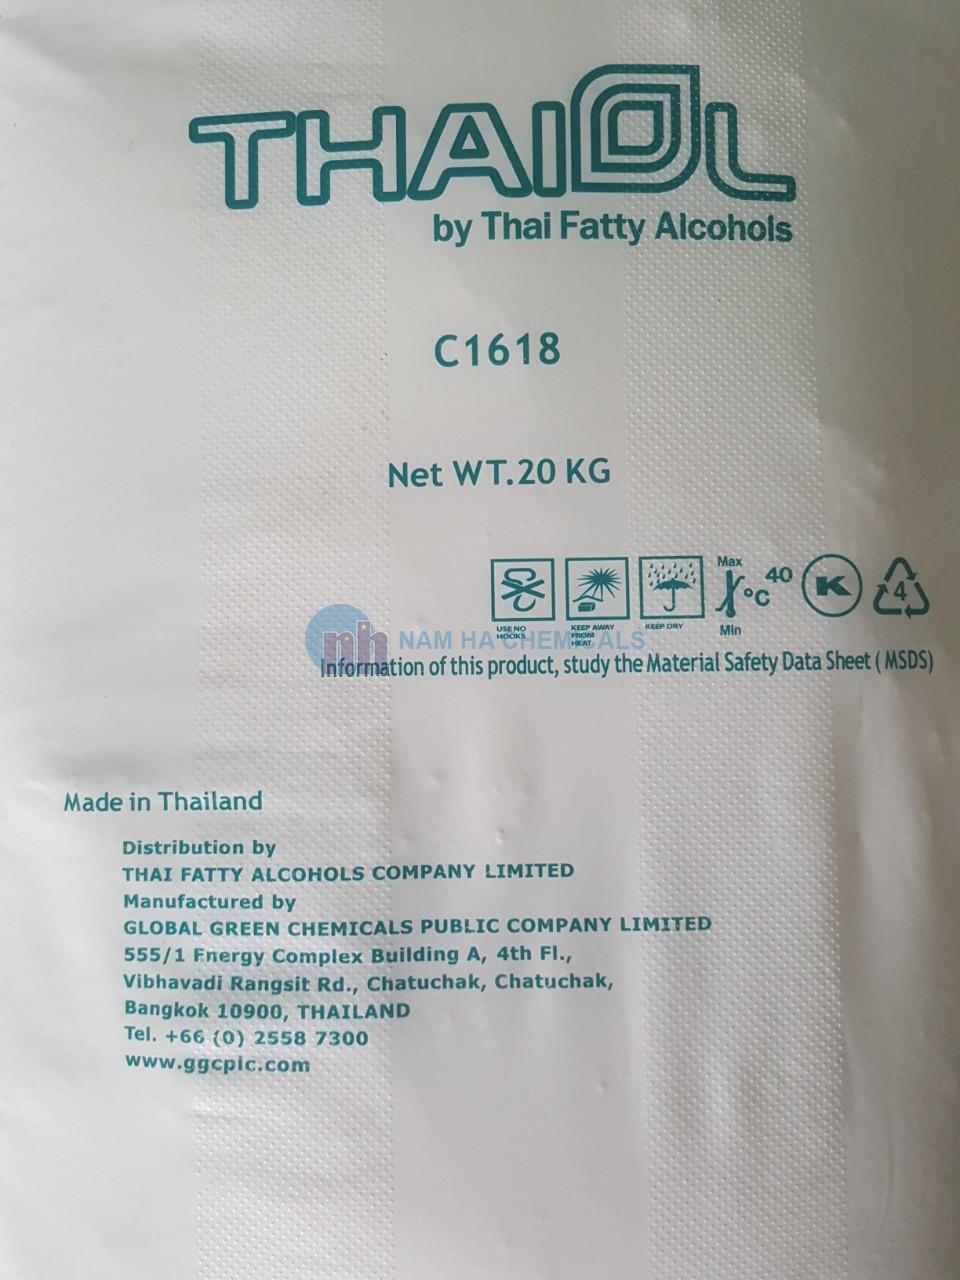 THAIOL
by Thai Fatty Alcohols
C1618
Net WT.20 KG
USE NO HOOKS
KEEP AWAY FROM HEAT
KEEP DRY
Max
°C 40
Min
K
4
nh NAM HA CHEMICALS
Information of this product, study the Material Safety Data Sheet ( MSDS)
Made in Thailand
Distribution by
THAI FATTY ALCOHOLS COMPANY LIMITED
Manufactured by
GLOBAL GREEN CHEMICALS PUBLIC COMPANY LIMITED
555/1 Energy Complex Building A, 4th Fl.,
Vibhavadi Rangsit Rd., Chatuchak, Chatuchak,
Bangkok 10900, THAILAND
Tel. +66 (0) 2558 7300
www.ggcplc.com